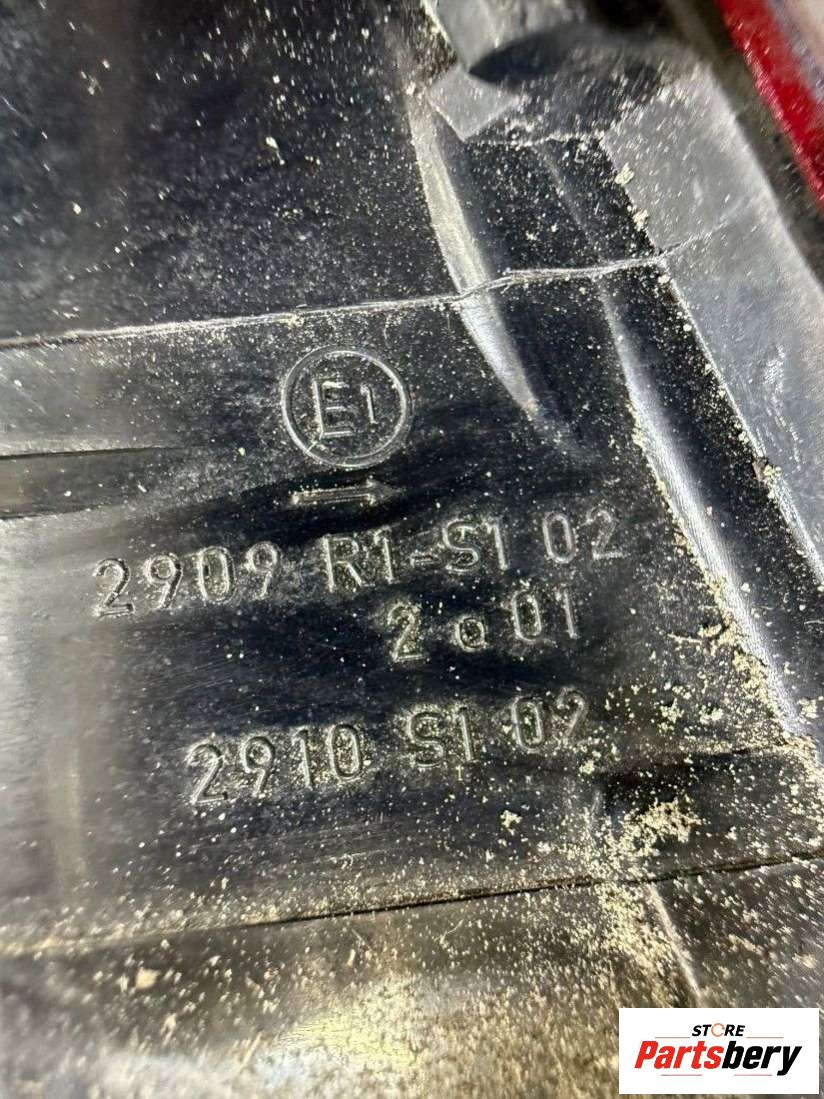 E1
→
2909 R1-S1 02
2a01
2910 S1 02
STORE
Partsbery